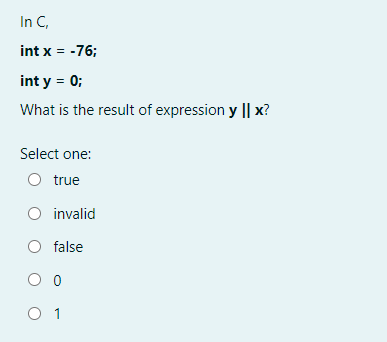 In C,
int x = -76;
int y = 0;
What is the result of expression y || x?
Select one:
true
invalid
false
0
1